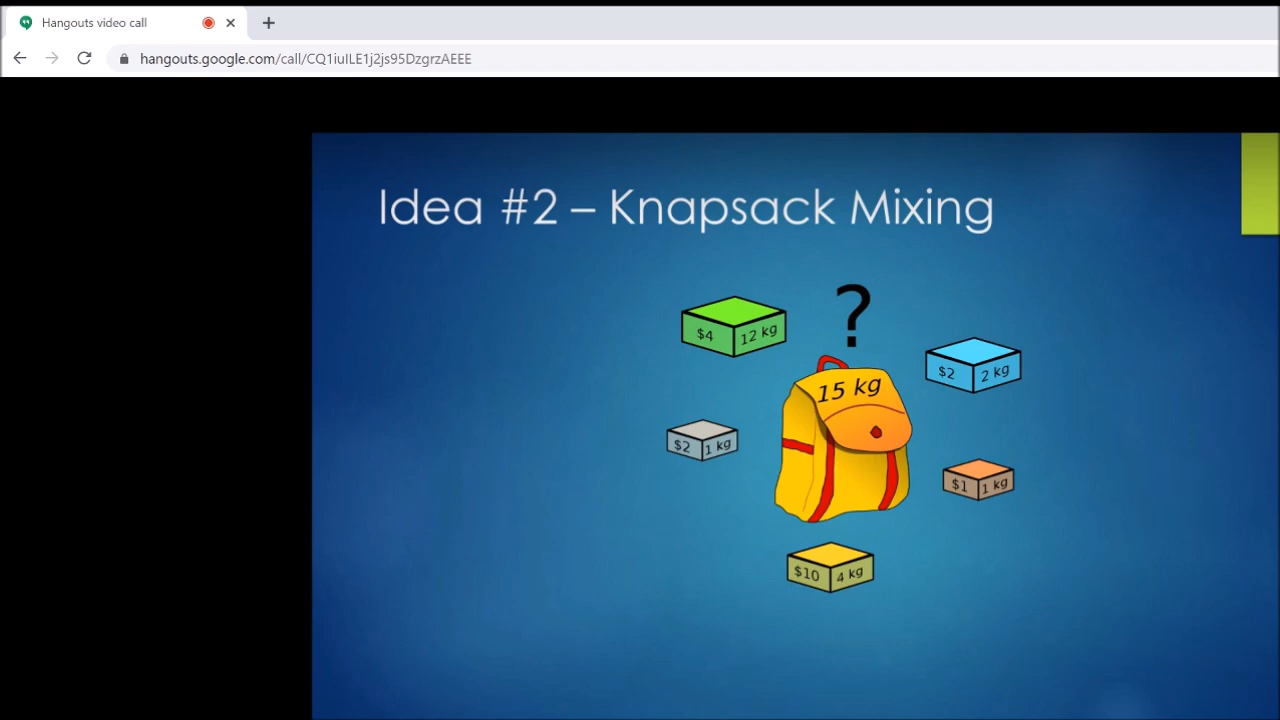 Hangouts video call
hangouts.google.com/call/CQ1iuILE1j2js95DzgrzAEEE
Idea #2 – Knapsack Mixing
?
$4 12 kg
15 kg
$2 2 kg
$2 1 kg
$1 1 kg
$10 4 kg